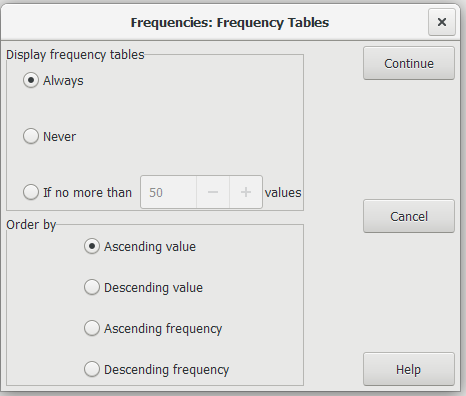 Frequencies: Frequency Tables
Display frequency tables
Continue
Always
Never
If no more than 50 values
Cancel
Order by
Ascending value
Descending value
Ascending frequency
Descending frequency
Help